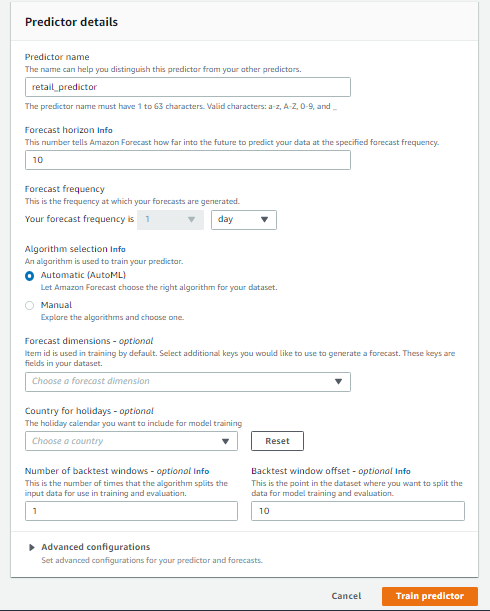 Predictor details
Predictor name
The name can help you distinguish this predictor from your other predictors.
retail_predictor
The predictor name must have 1 to 63 characters. Valid characters: a-z, A-Z, 0-9, and _
Forecast horizon Info
This number tells Amazon Forecast how far into the future to predict your data at the specified forecast frequency.
10
Forecast frequency
This is the frequency at which your forecasts are generated.
Your forecast frequency is 1 day
Algorithm selection Info
An algorithm is used to train your predictor.
Automatic (AutoML)
Let Amazon Forecast choose the right algorithm for your dataset.
Manual
Explore the algorithms and choose one.
Forecast dimensions - optional
Item id is used in training by default. Select additional keys you would like to use to generate a forecast. These keys are
fields in your dataset.
Choose a forecast dimension
Country for holidays - optional
The holiday calendar you want to include for model training
Choose a country Reset
Number of backtest windows - optional Info
This is the number of times that the algorithm splits the
input data for use in training and evaluation.
1
Backtest window offset - optional Info
This is the point in the dataset where you want to split the
data for model training and evaluation.
10
Advanced configurations
Set advanced configurations for your predictor and forecasts.
Cancel Train predictor